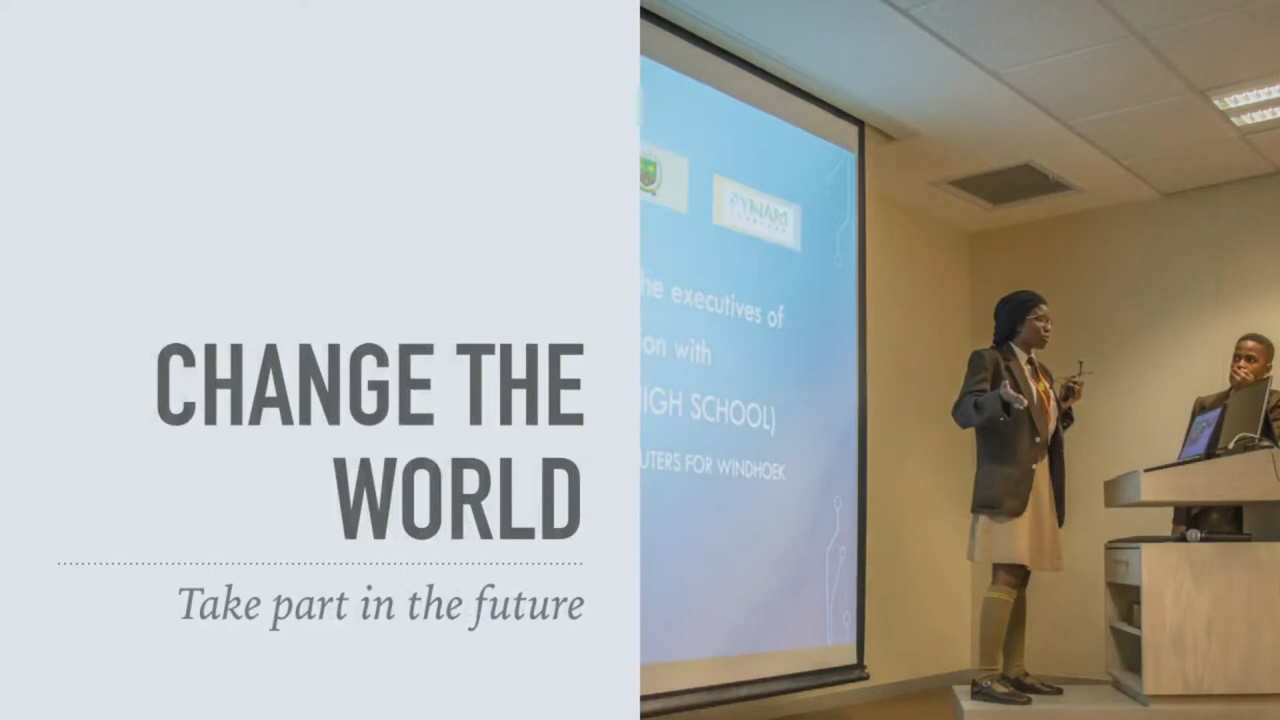 CHANGE THE
WORLD
Take part in the future
he executives of
on with
IGH SCHOOL)
UTERS FOR WINDHOEK